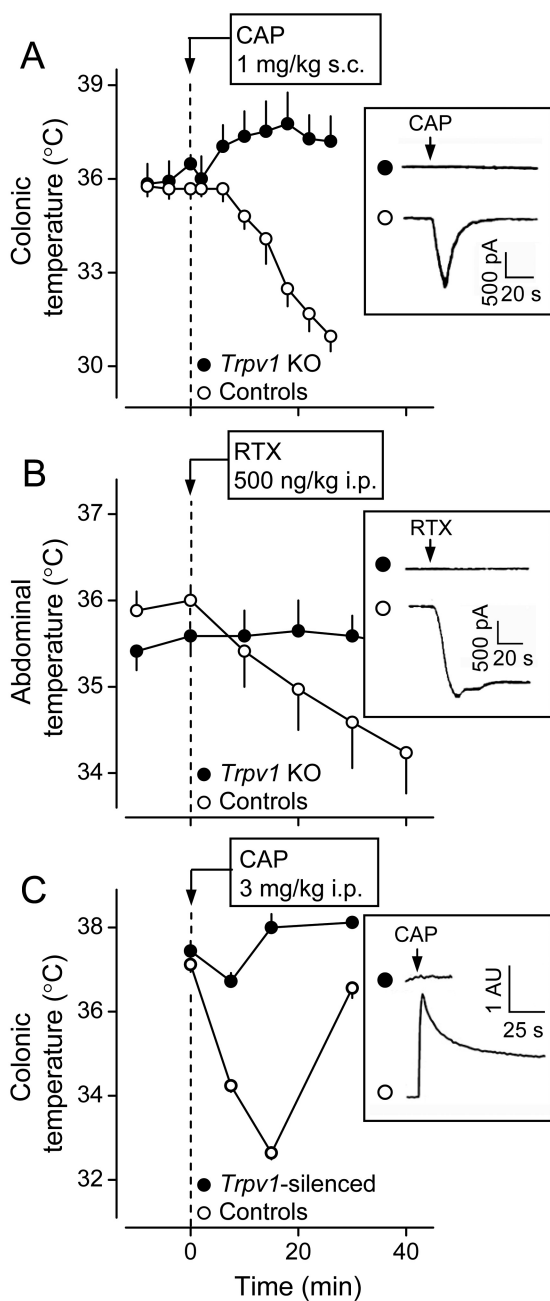 A
CAP
1 mg/kg s.c.
39
36
33
30
Colonic
temperature (°C)
CAP
500 pA
20 s
Trpv1 KO
Controls
B
RTX
500 ng/kg i.p.
37
36
35
34
Abdominal
temperature (°C)
RTX
500 pA
20 s
Trpv1 KO
Controls
C
CAP
3 mg/kg i.p.
38
36
34
32
Colonic
temperature (°C)
CAP
1 AU
25 s
Trpv1-silenced
Controls
0 20 40
Time (min)